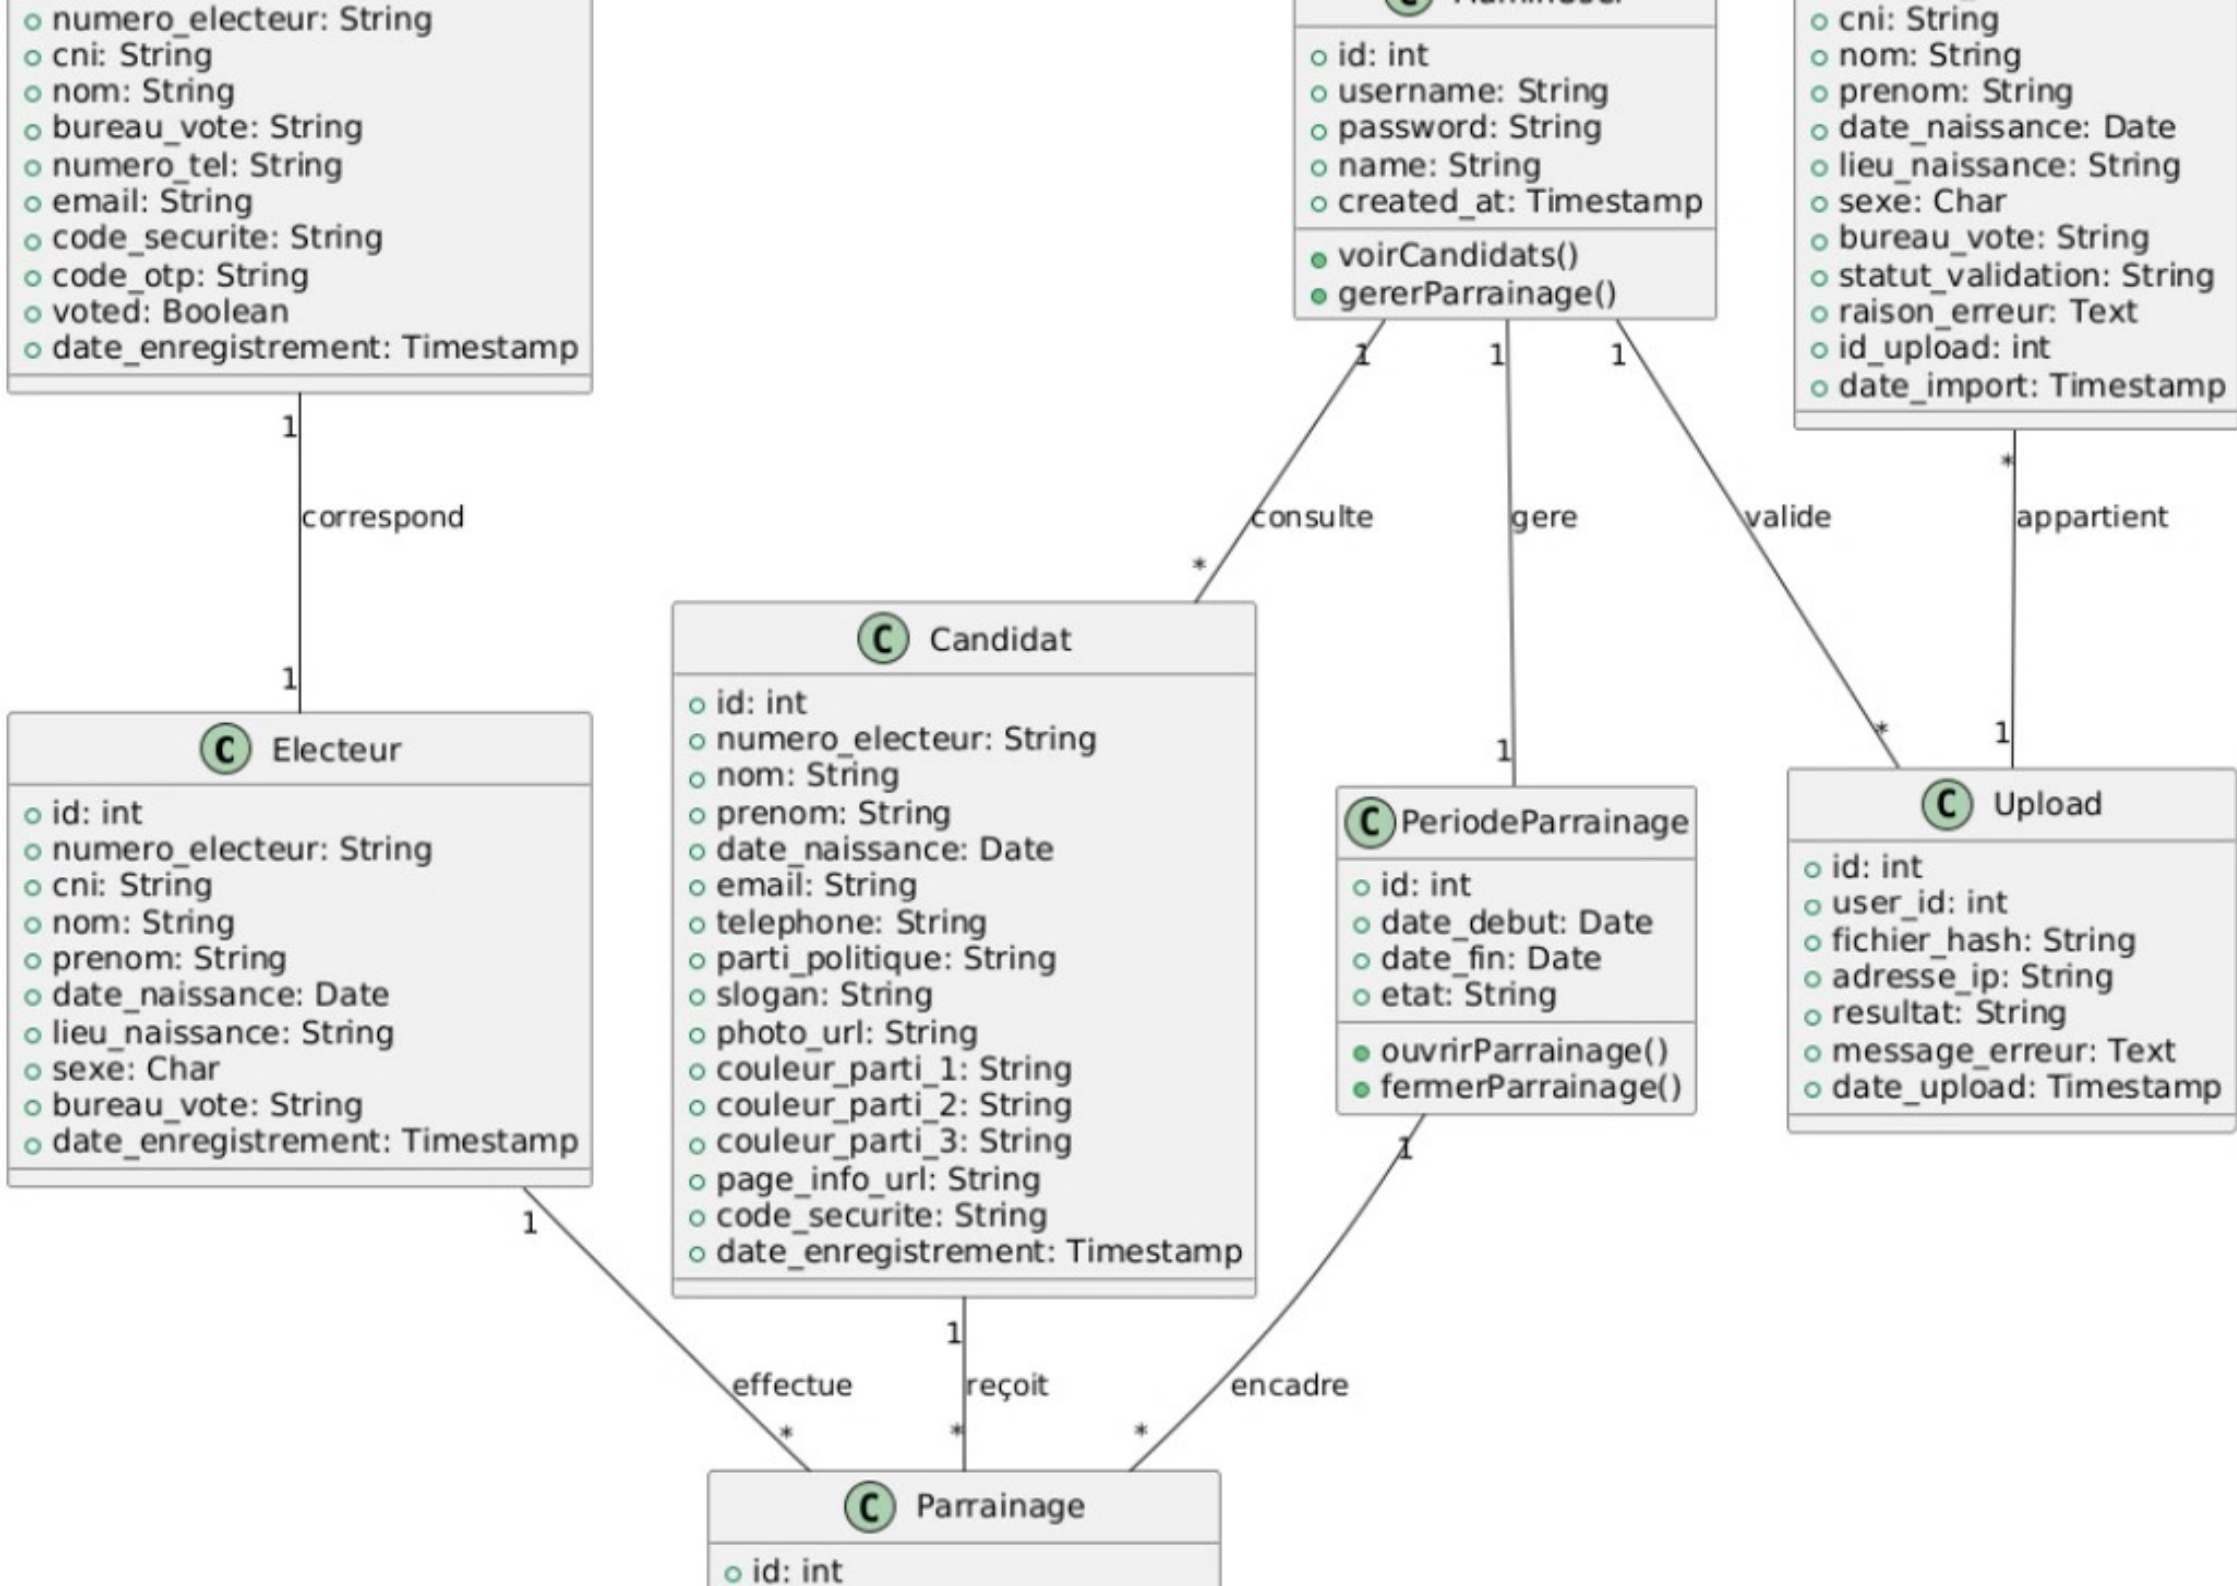 numero_electeur: String
cni: String
nom: String
bureau_vote: String
numero_tel: String
email: String
code_securite: String
code_otp: String
voted: Boolean
date_enregistrement: Timestamp
id: int
username: String
password: String
name: String
created_at: Timestamp
voirCandidats()
gererParrainage()
cni: String
nom: String
prenom: String
date_naissance: Date
lieu_naissance: String
sexe: Char
bureau_vote: String
statut_validation: String
raison_erreur: Text
id_upload: int
date_import: Timestamp
1
correspond
1
1
consulte
*
1
gere
1
1
valide
*
*
appartient
1
C Electeur
id: int
numero_electeur: String
cni: String
nom: String
prenom: String
date_naissance: Date
lieu_naissance: String
sexe: Char
bureau_vote: String
date_enregistrement: Timestamp
C Candidat
id: int
numero_electeur: String
nom: String
prenom: String
date_naissance: Date
email: String
telephone: String
parti_politique: String
slogan: String
photo_url: String
couleur_parti_1: String
couleur_parti_2: String
couleur_parti_3: String
page_info_url: String
code_securite: String
date_enregistrement: Timestamp
C PeriodeParrainage
id: int
date_debut: Date
date_fin: Date
etat: String
ouvrirParrainage()
fermerParrainage()
C Upload
id: int
user_id: int
fichier_hash: String
adresse_ip: String
resultat: String
message_erreur: Text
date_upload: Timestamp
1
effectue
*
1
reçoit
*
1
encadre
*
C Parrainage
id: int